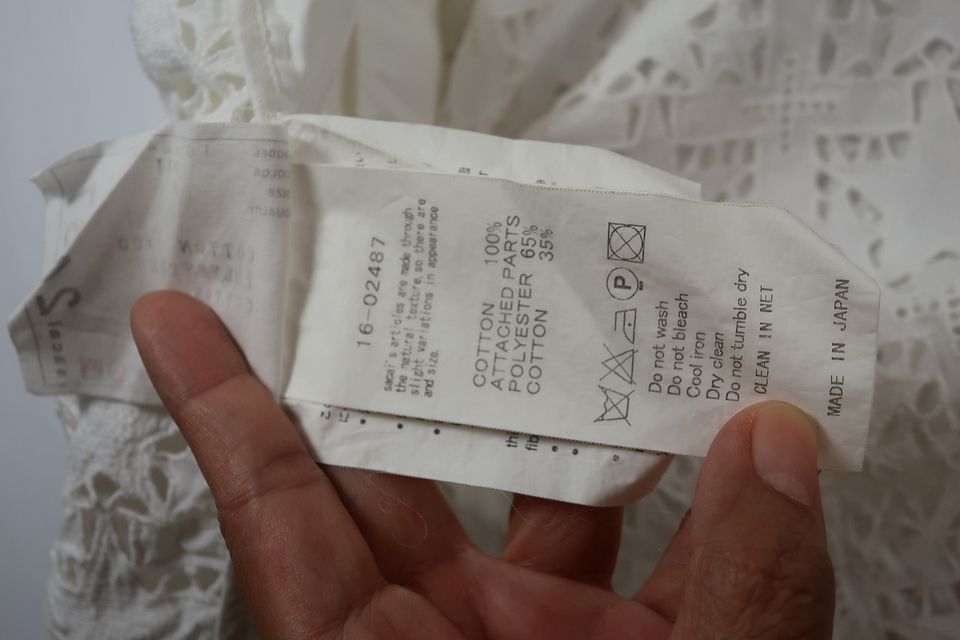 16-02487
sacai's articles are made through
the natural texture, so there are
slight variations in appearance
and size.
COTTON 100%
ATTACHED PARTS
POLYESTER 65%
COTTON 35%
P
Do not wash
Do not bleach
Cool iron
Dry clean
Do not tumble dry
CLEAN IN NET
MADE IN JAPAN